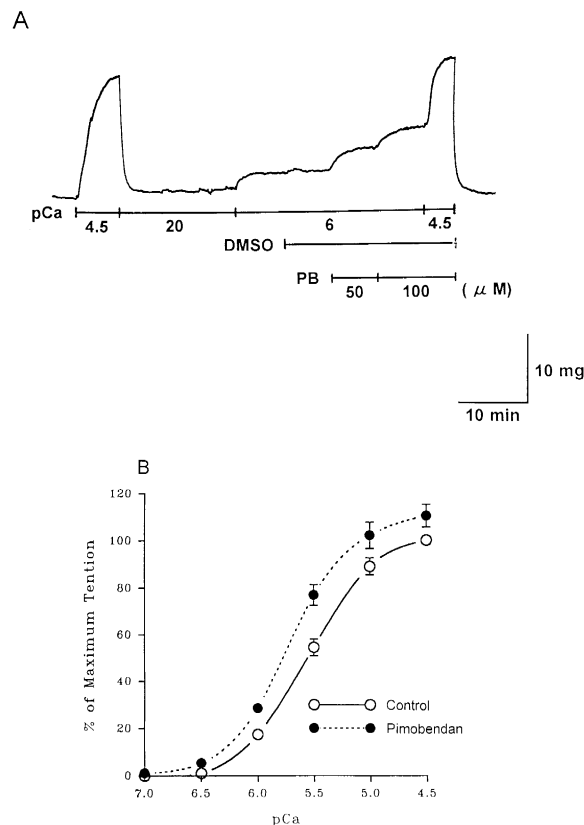 A
pCa
4.5 20 6 4.5
DMSO
PB
50 100 ( μ M)
10 mg
10 min
B
% of Maximum Tention
120
100
80
60
40
20
0
Control
Pimobendan
7.0 6.5 6.0 5.5 5.0 4.5
pCa